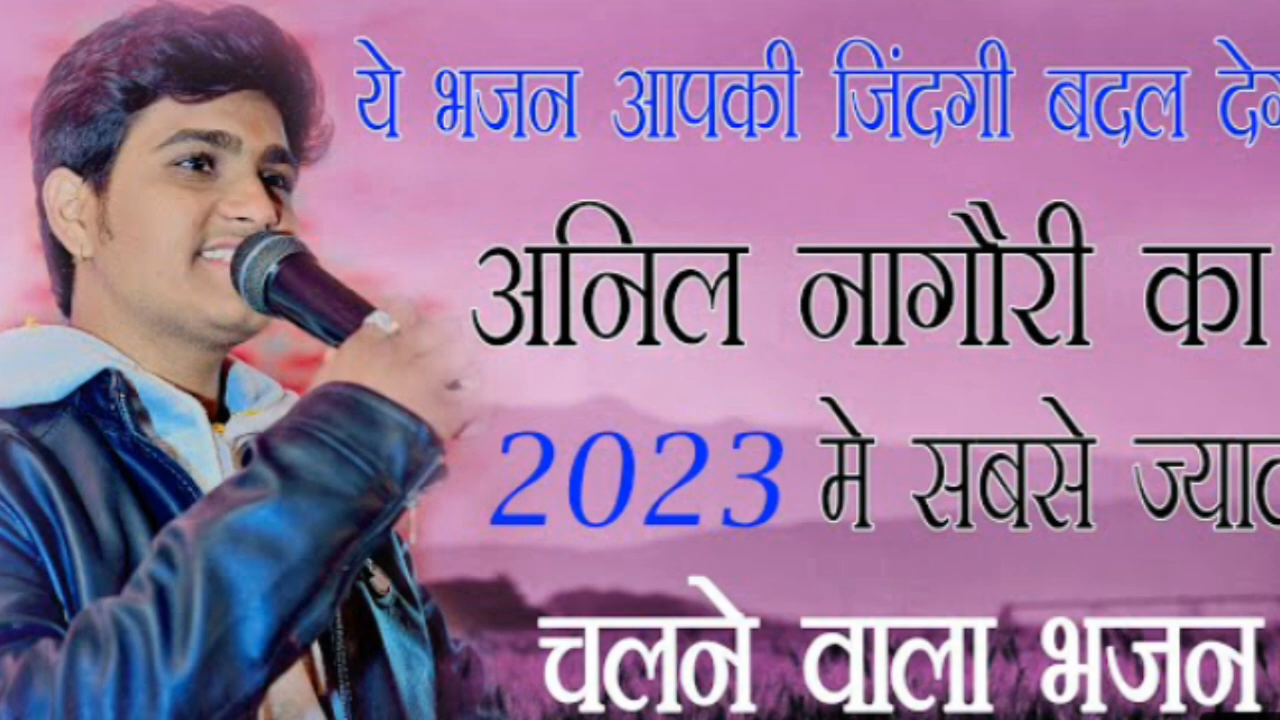 ये भजन आपकी जिंदगी बदल
अनिल नागौरी का
2023 मे सबसे
चलने वाला भजन